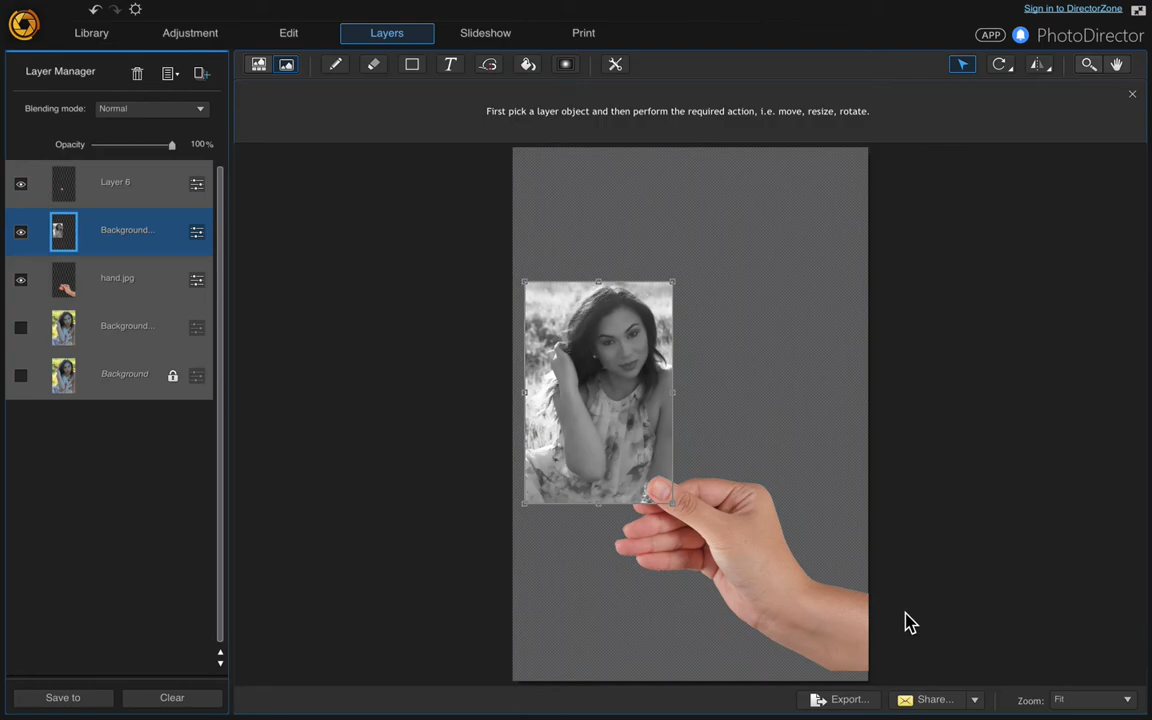 Sign in to DirectorZone
Library
Adjustment
Edit
Layers
Slideshow
Print
APP
PhotoDirector
Layer Manager
T
First pick a layer object and then perform the required action, i.e. move, resize, rotate.
Blending mode:
Normal
Opacity
100%
Layer 6
Background...
hand.jpg
Background...
Background
Save to
Clear
Export...
Share...
Zoom:
Fit